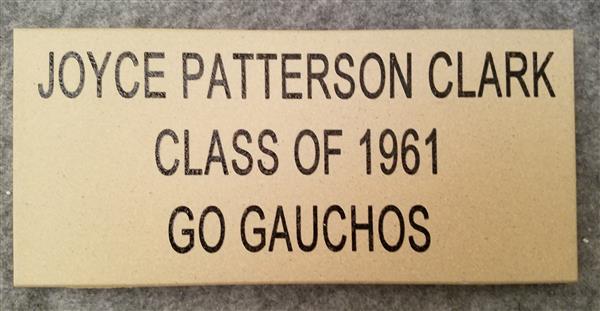 JOYCE PATTERSON CLARK
CLASS OF 1961
GO GAUCHOS